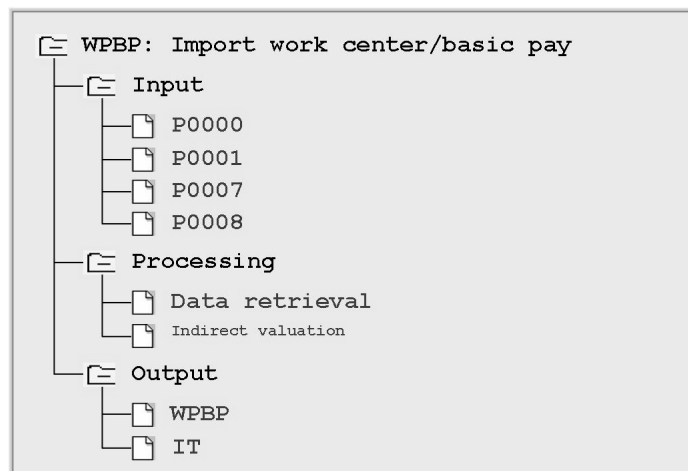 WPBP: Import work center/basic pay
Input
P0000
P0001
P0007
P0008
Processing
Data retrieval
Indirect valuation
Output
WPBP
IT